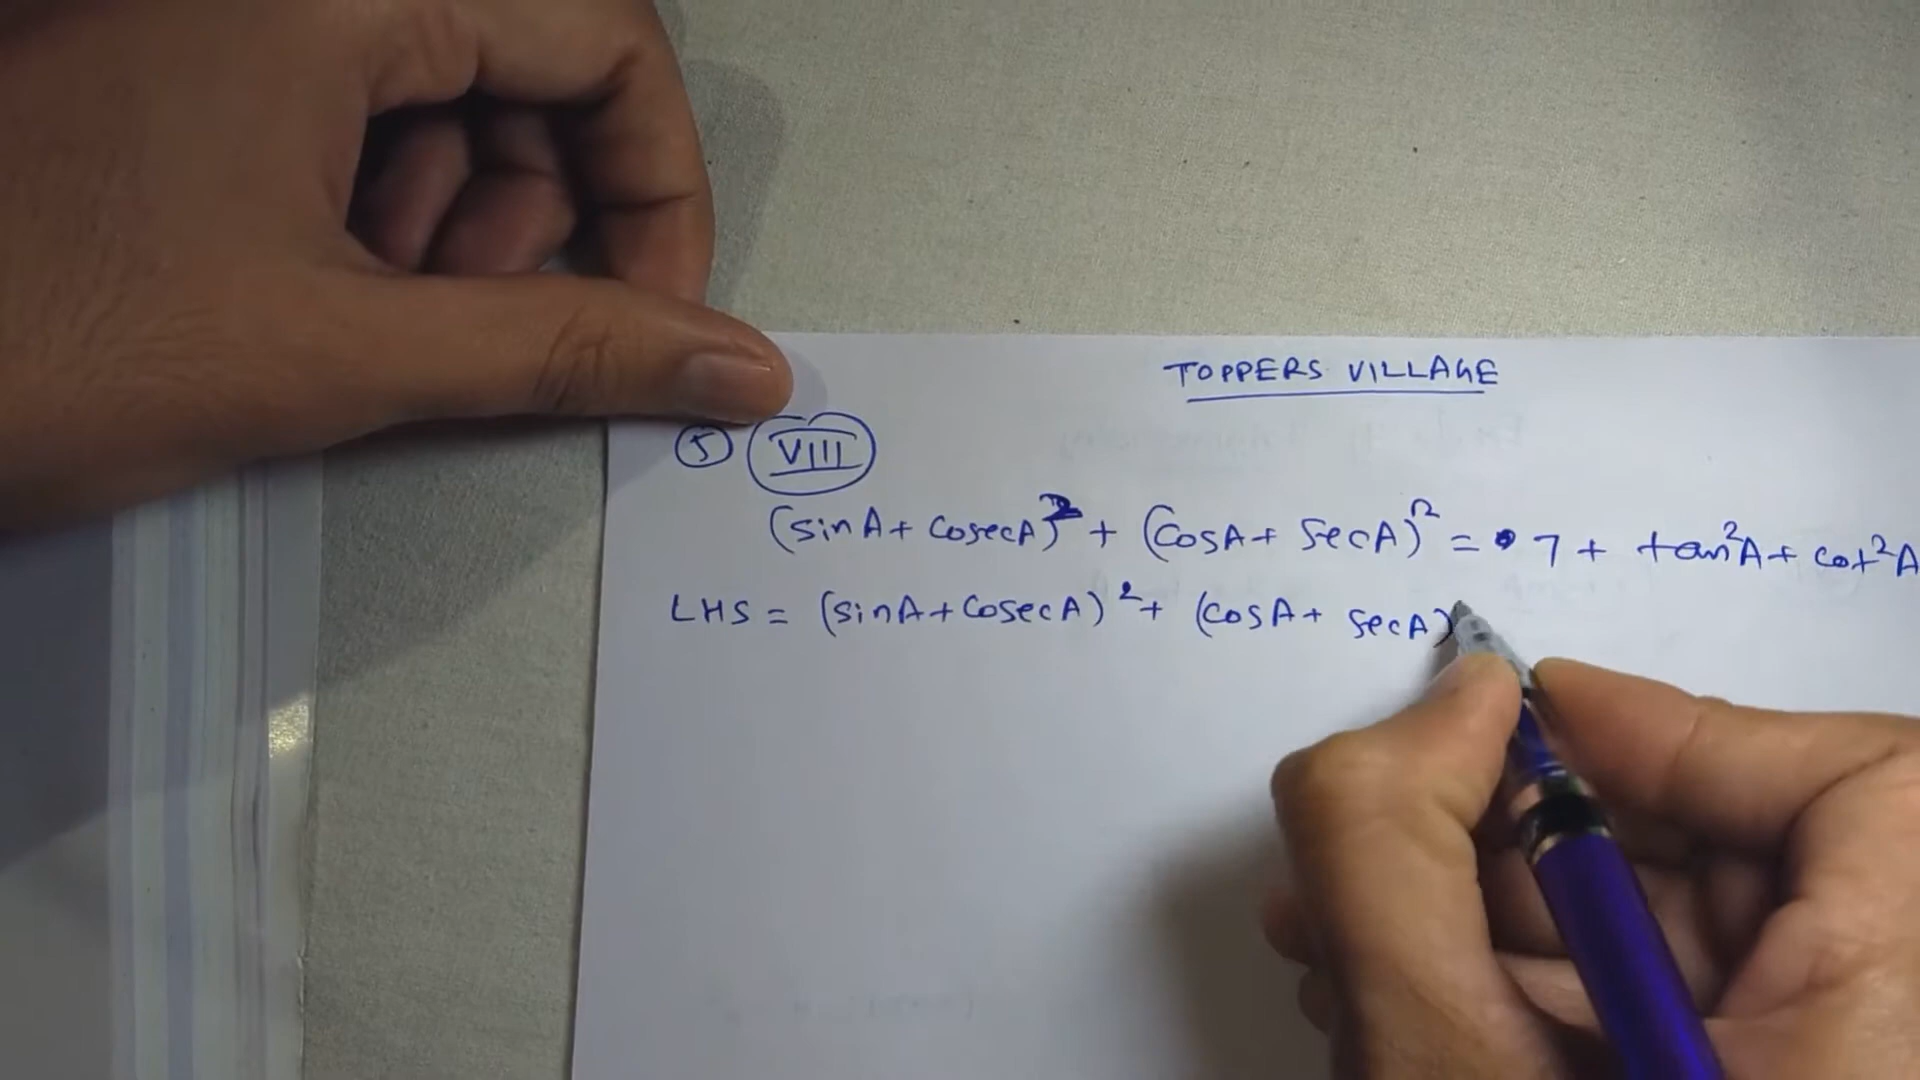 TOPPERS VILLAGE
5 VIII
(sinA + cosecA)² + (cosA + secA)² = 7 + tan²A + cot²A
LHS = (sinA + cosecA)² + (cosA + secA)